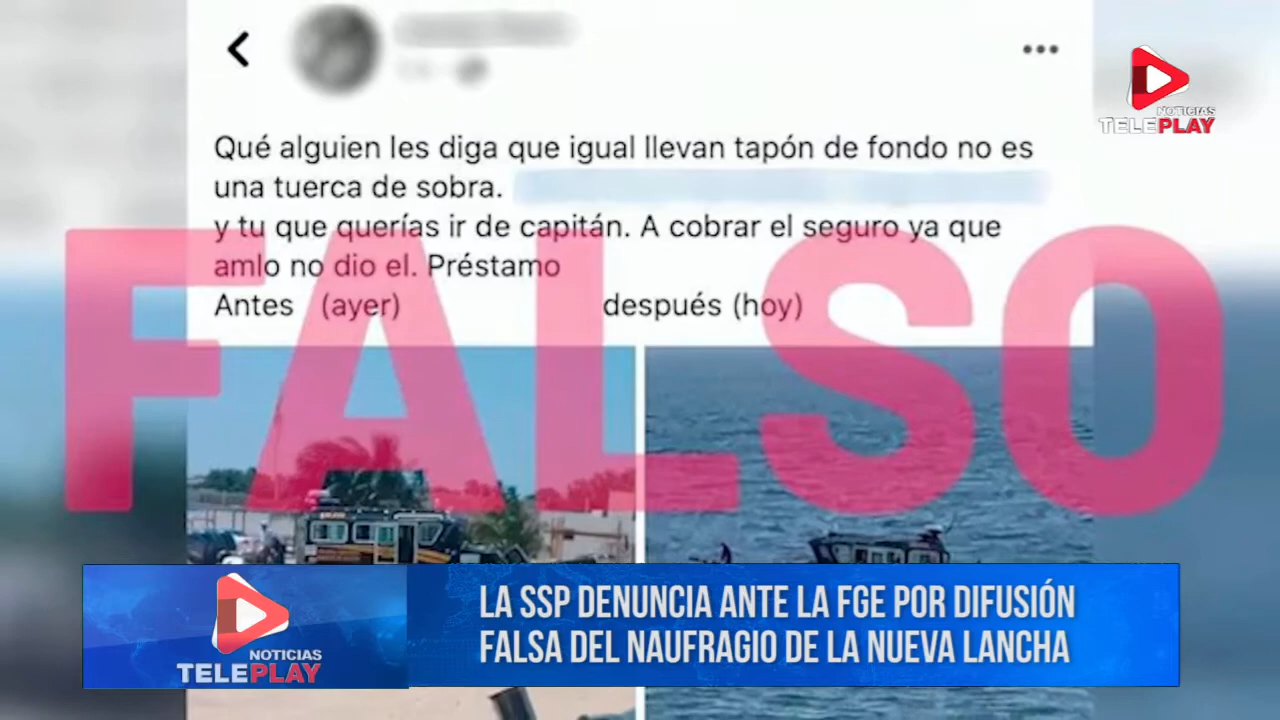 NOTICIAS
TELEPLAY
Qué alguien les diga que igual llevan tapón de fondo no es
una tuerca de sobra.
y tu que querías ir de capitán. A cobrar el seguro ya que
amlo no dio el. Préstamo
Antes (ayer) después (hoy)
FALSO
NOTICIAS
TELEPLAY
LA SSP DENUNCIA ANTE LA FGE POR DIFUSIÓN
FALSA DEL NAUFRAGIO DE LA NUEVA LANCHA